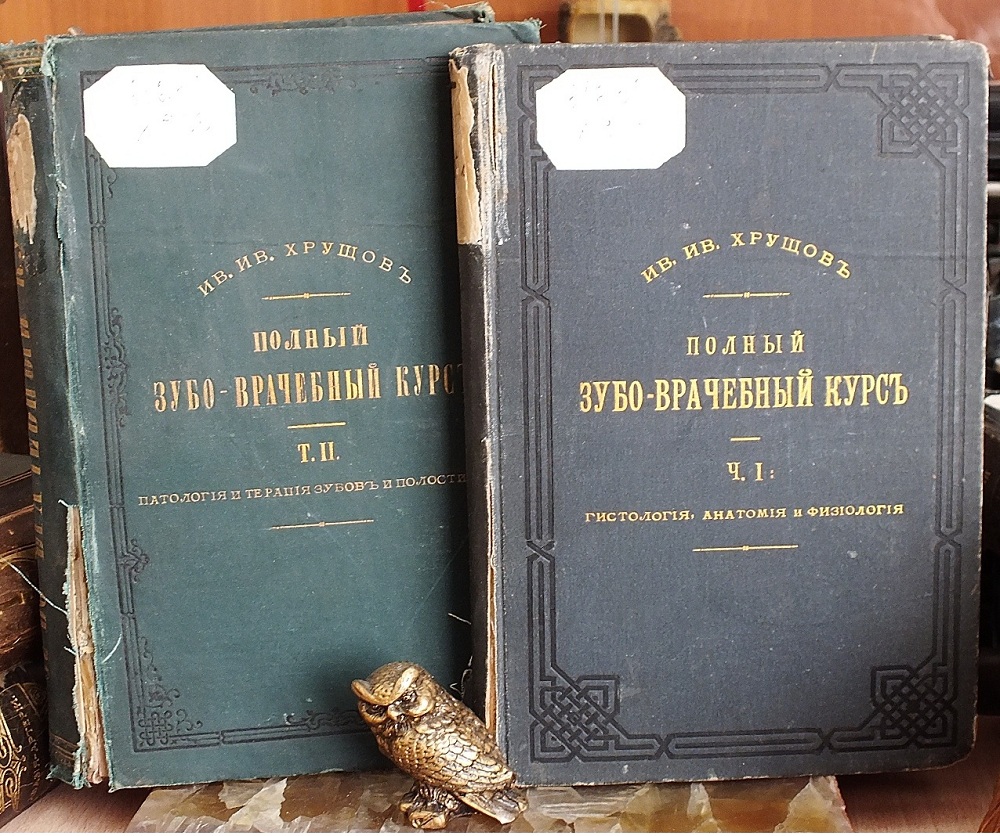 ИВ. ИВ. ХРУЩОВЪ
ПОЛНЫЙ
ЗУБО-ВРАЧЕБНЫЙ КУРСЪ
Т. II.
ПАТОЛОГІЯ И ТЕРАПІЯ ЗУБОВЪ И ПОЛОСТИ
ИВ. ИВ. ХРУЩОВЪ
ПОЛНЫЙ
ЗУБО-ВРАЧЕБНЫЙ КУРСЪ
Ч. I:
ГИСТОЛОГІЯ, АНАТОМІЯ И ФИЗІОЛОГІЯ